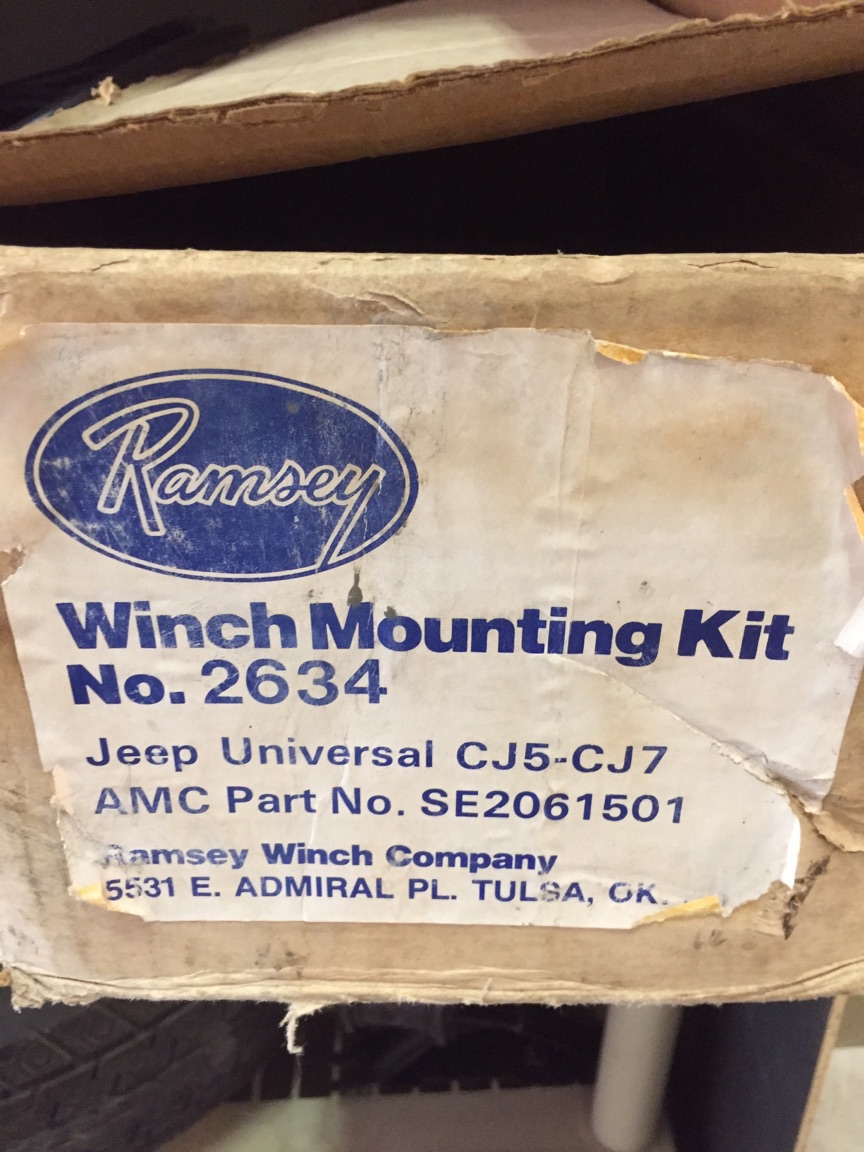 Ramsey
Winch Mounting Kit
No. 2634
Jeep Universal CJ5-CJ7
AMC Part No. SE2061501
Ramsey Winch Company
5531 E. ADMIRAL PL. TULSA, OK.